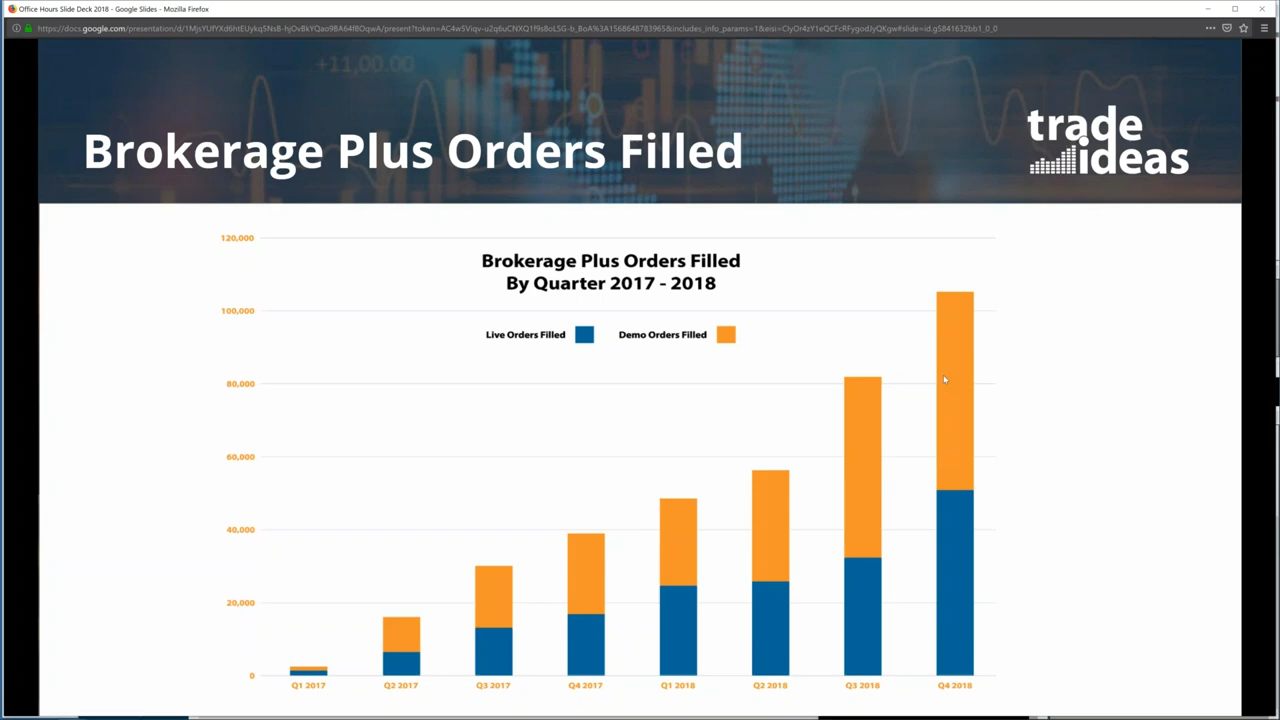 Office Hours Slide Deck 2018 - Google Slides - Mozilla Firefox
+11,00.00
Brokerage Plus Orders Filled
trade
ideas
120,000
Brokerage Plus Orders Filled
By Quarter 2017 - 2018
100,000
Live Orders Filled
Demo Orders Filled
80,000
60,000
40,000
20,000
0
Q1 2017
Q2 2017
Q3 2017
Q4 2017
Q1 2018
Q2 2018
Q3 2018
Q4 2018